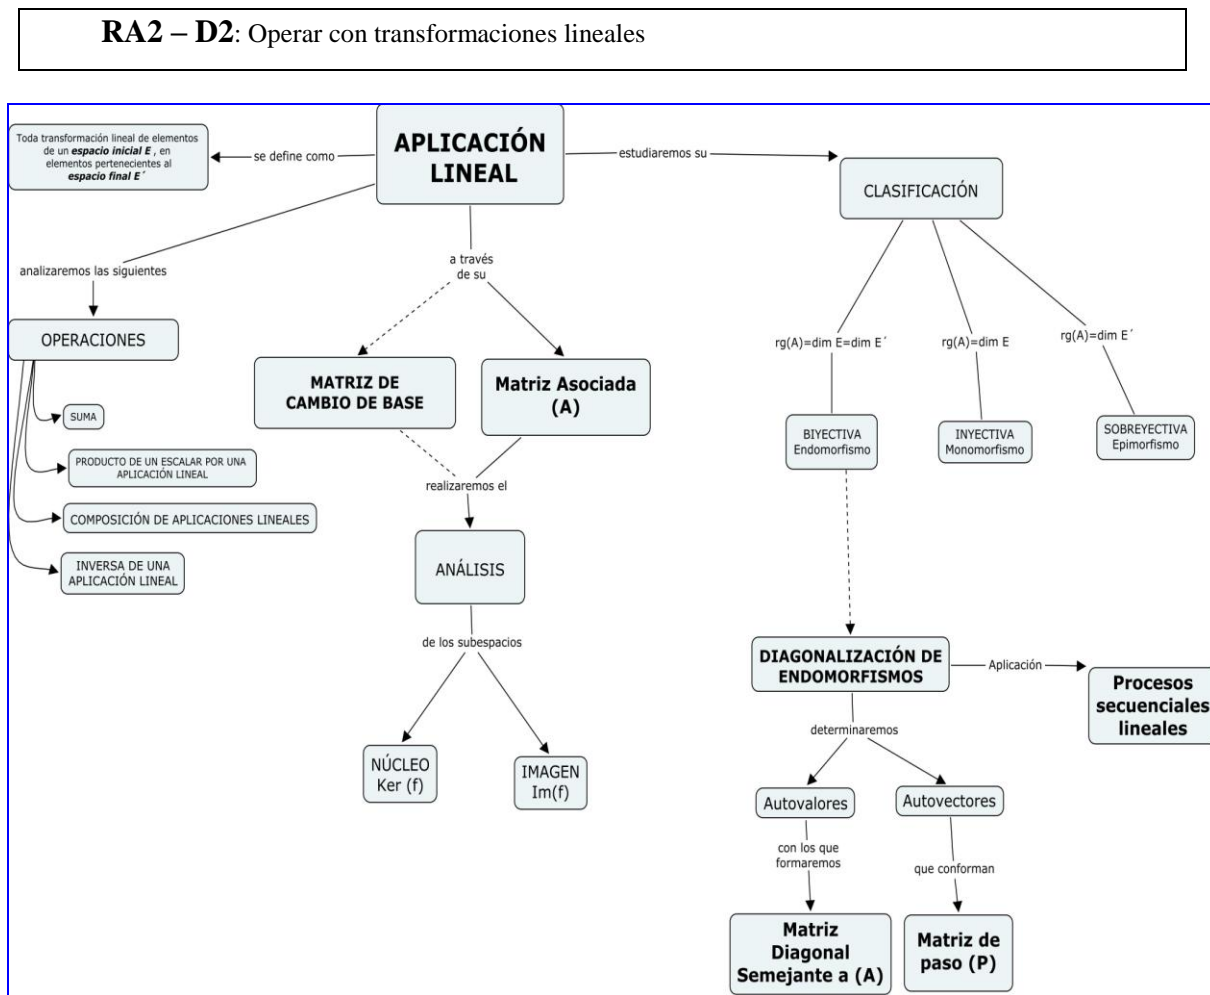 RA2 – D2: Operar con transformaciones lineales
Toda transformación lineal de elementos
de un espacio inicial E , en
elementos pertenecientes al
espacio final E´
se define como
APLICACIÓN
LINEAL
estudiaremos su
CLASIFICACIÓN
analizaremos las siguientes
a través
de su
OPERACIONES
SUMA
PRODUCTO DE UN ESCALAR POR UNA
APLICACIÓN LINEAL
COMPOSICIÓN DE APLICACIONES LINEALES
INVERSA DE UNA
APLICACIÓN LINEAL
MATRIZ DE
CAMBIO DE BASE
Matriz Asociada
(A)
realizaremos el
ANÁLISIS
de los subespacios
NÚCLEO
Ker (f)
IMAGEN
Im(f)
rg(A)=dim E=dim E´
rg(A)=dim E
rg(A)=dim E´
BIYECTIVA
Endomorfismo
INYECTIVA
Monomorfismo
SOBREYECTIVA
Epimorfismo
DIAGONALIZACIÓN DE
ENDOMORFISMOS
Aplicación
Procesos
secuenciales
lineales
determinaremos
Autovalores
Autovectores
con los que
formaremos
que conforman
Matriz
Diagonal
Semejante a (A)
Matriz de
paso (P)